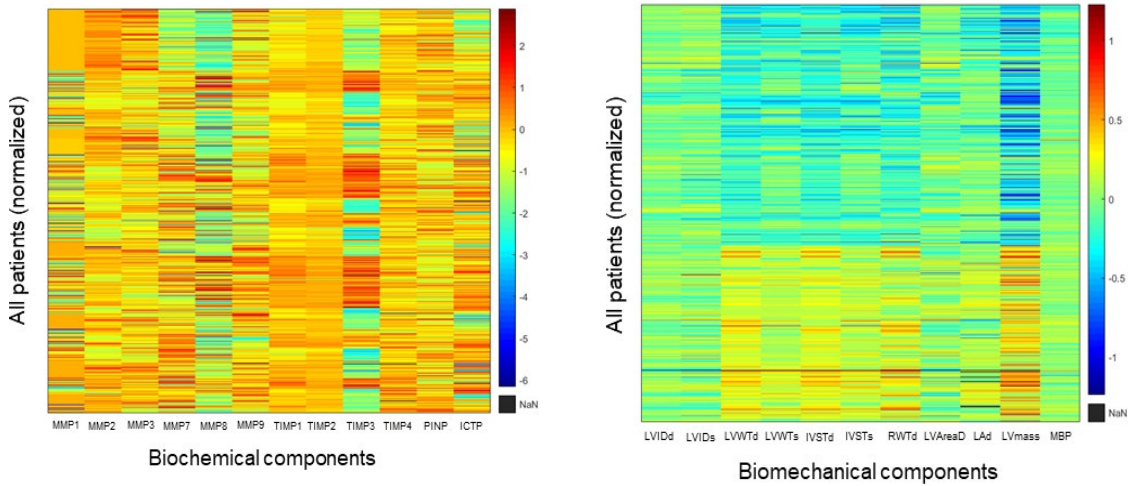 All patients (normalized)
2
1
0
-1
-2
-3
-4
-5
-6
NaN
MMP1 MMP2 MMP3 MMP7 MMP8 MMP9 TIMP1 TIMP2 TIMP3 TIMP4 PINP ICTP
Biochemical components
All patients (normalized)
1
0.5
0
-0.5
-1
NaN
LVIDd LVIDs LVWTd LVWTs IVSTd IVSTs RWTd LVAreaD LAd LVmass MBP
Biomechanical components